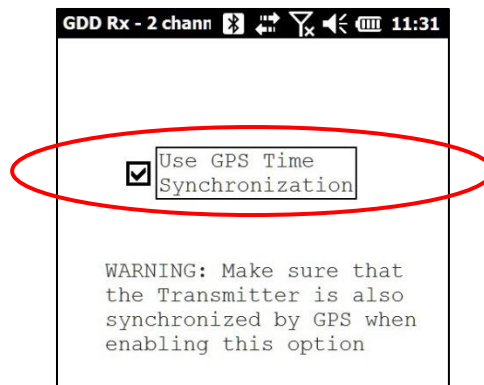 GDD Rx - 2 chann 11:31
Use GPS Time
Synchronization
WARNING: Make sure that
the Transmitter is also
synchronized by GPS when
enabling this option